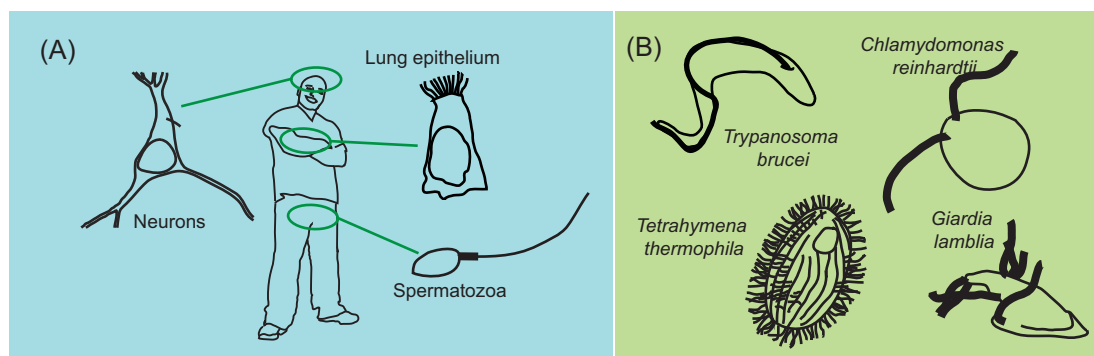 (A)
Lung epithelium
Neurons
Spermatozoa
(B)
Chlamydomonas
reinhardtii
Trypanosoma
brucei
Tetrahymena
thermophila
Giardia
lamblia